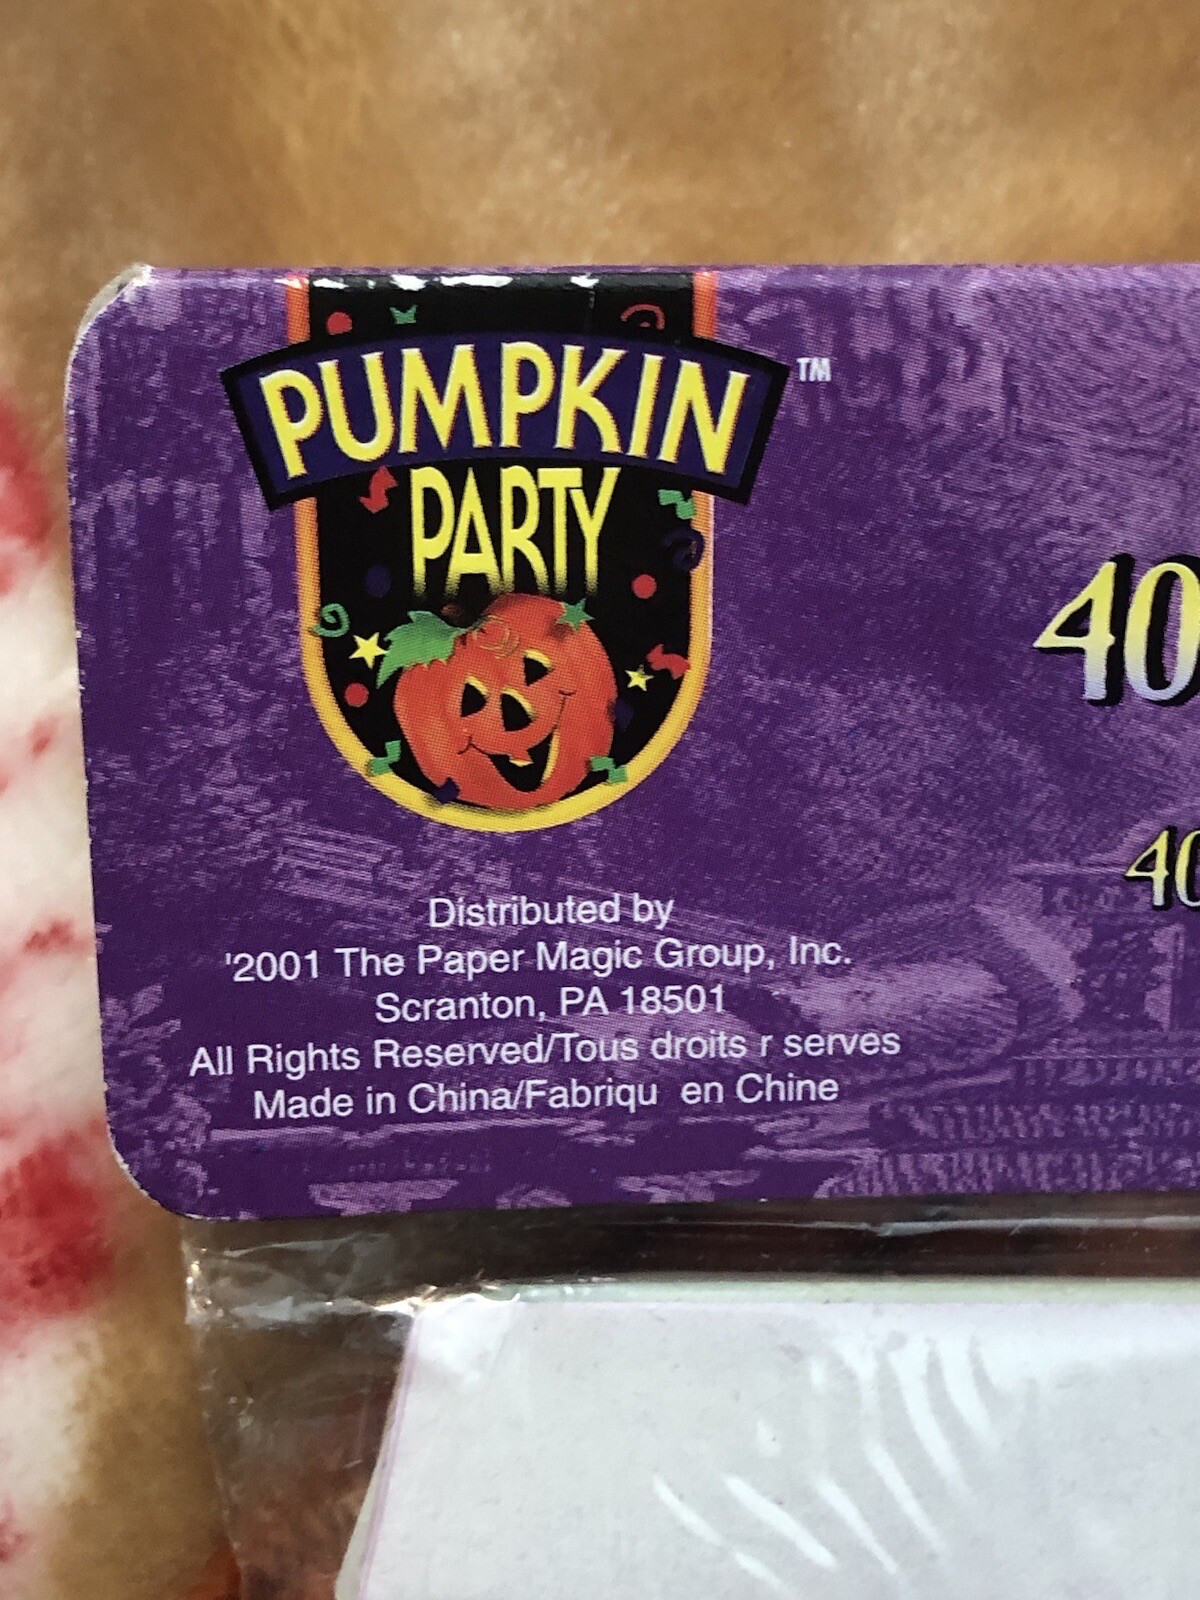 PUMPKIN ™
PARTY
40
40
Distributed by
'2001 The Paper Magic Group, Inc.
Scranton, PA 18501
All Rights Reserved/Tous droits r serves
Made in China/Fabriqu en Chine